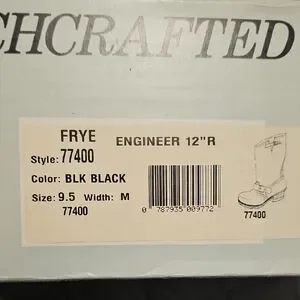 CHCRAFTED
FRYE ENGINEER 12"R
Style: 77400
Color: BLK BLACK
Size: 9.5 Width: M
77400
0 787935 009772
77400